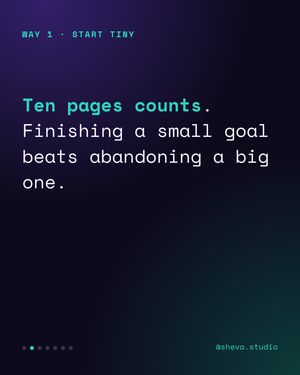 WAY 1 · START TINY
Ten pages counts.
Finishing a small goal
beats abandoning a big
one.
@sheva.studio